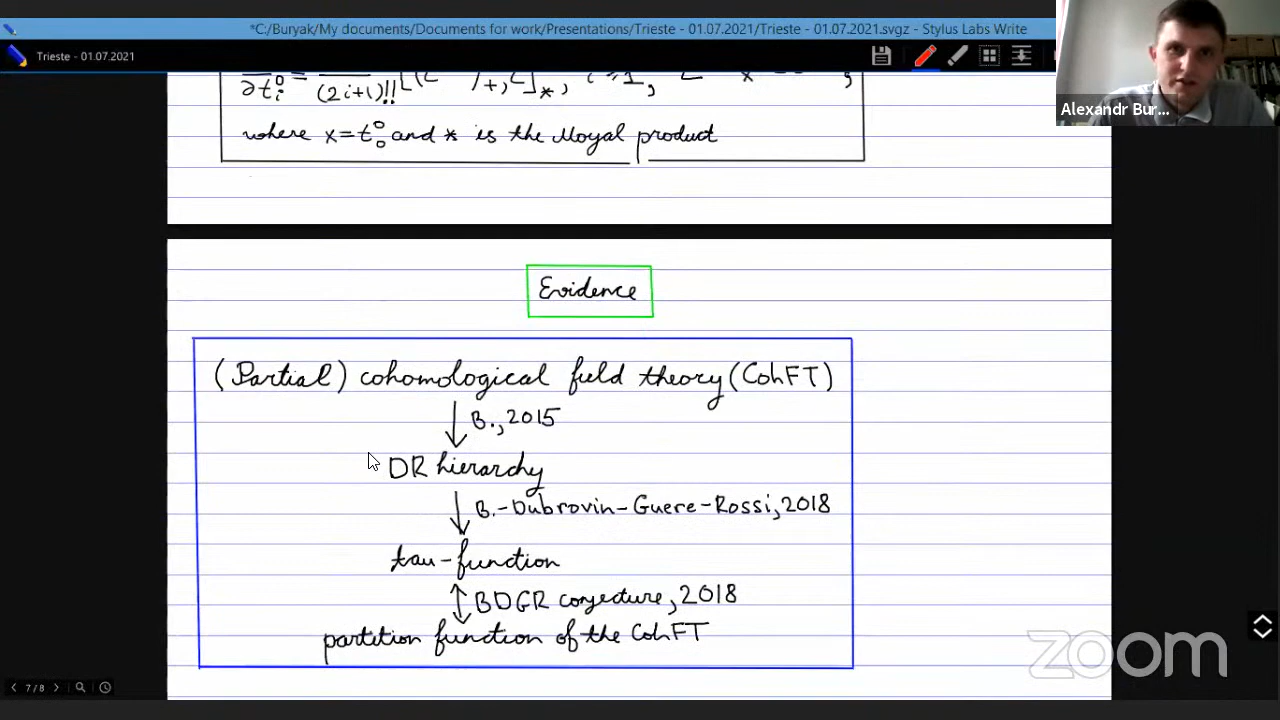 *C:/Buryak/My documents/Documents for work/Presentations/Trieste - 01.07.2021/Trieste - 01.07.2021.svgz - Stylus Labs Write
Trieste - 01.07.2021
Alexandr Bur...
where x=t₀⁰ and * is the Moyal product
Evidence
(Partial) cohomological field theory (CohFT)
↓ B., 2015
DR hierarchy
↓ B.-Dubrovin-Guere-Rossi, 2018
tau-function
↕ BDGR conjecture, 2018
partition function of the CohFT
7/8
zoom